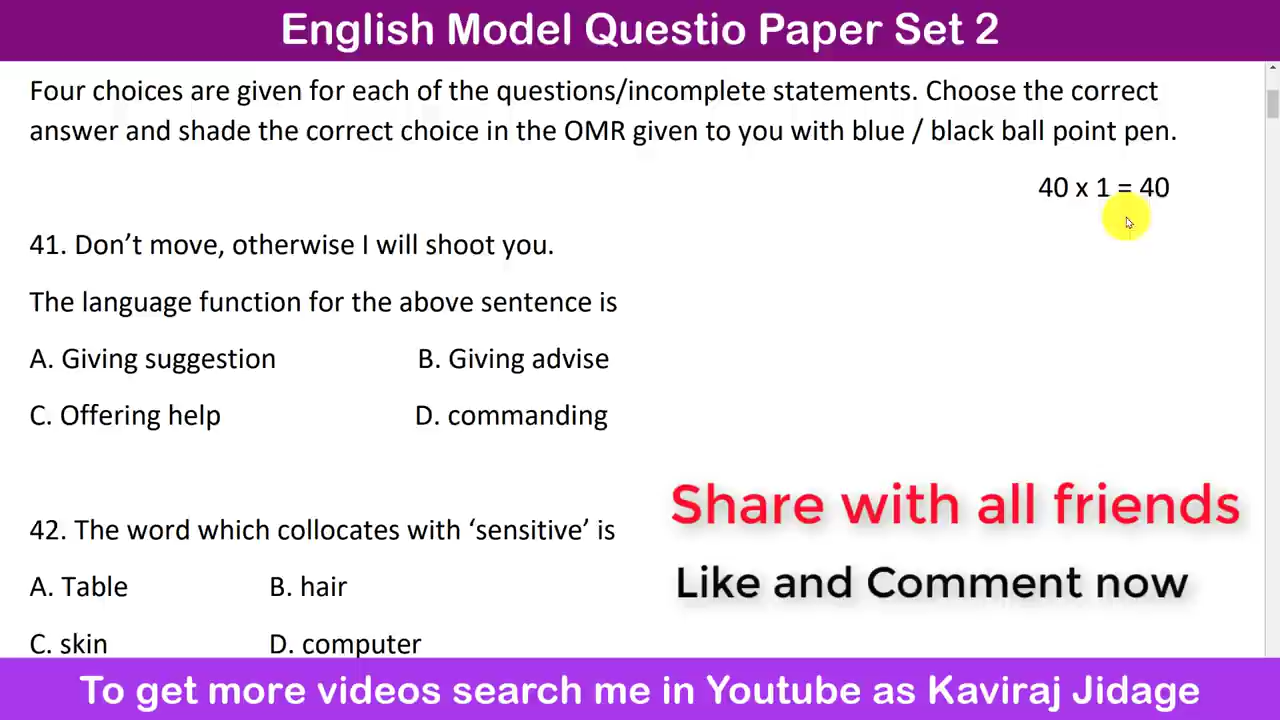 English Model Questio Paper Set 2
Four choices are given for each of the questions/incomplete statements. Choose the correct
answer and shade the correct choice in the OMR given to you with blue / black ball point pen.
40 x 1 = 40
41. Don’t move, otherwise I will shoot you.
The language function for the above sentence is
A. Giving suggestion B. Giving advise
C. Offering help D. commanding
42. The word which collocates with ‘sensitive’ is
A. Table B. hair
C. skin D. computer
Share with all friends
Like and Comment now
To get more videos search me in Youtube as Kaviraj Jidage